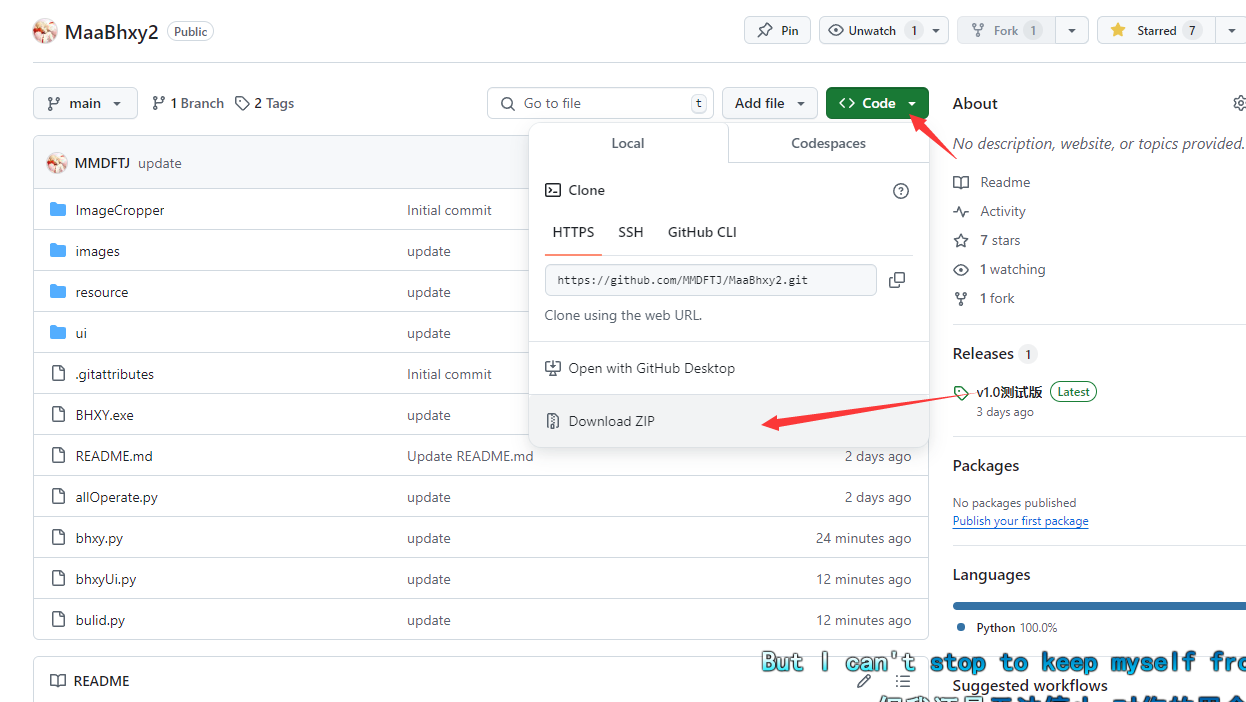 MaaBhxy2 Public Pin Unwatch 1 Fork 1 Starred 7
main 1 Branch 2 Tags Go to file t Add file <> Code
About
No description, website, or topics provided.
Readme
Activity
7 stars
1 watching
1 fork
Releases 1
v1.0测试版 Latest
3 days ago
Packages
No packages published
Publish your first package
Languages
Python 100.0%
Suggested workflows
Local Codespaces
Clone
HTTPS SSH GitHub CLI
https://github.com/MMDFTJ/MaaBhxy2.git
Clone using the web URL.
Open with GitHub Desktop
Download ZIP
MMDFTJ update
ImageCropper Initial commit
images update
resource update
ui update
.gitattributes Initial commit
BHXY.exe update
README.md Update README.md 2 days ago
allOperate.py update 2 days ago
bhxy.py update 24 minutes ago
bhxyUi.py update 12 minutes ago
bulid.py update 12 minutes ago
README
But I can't stop to keep myself